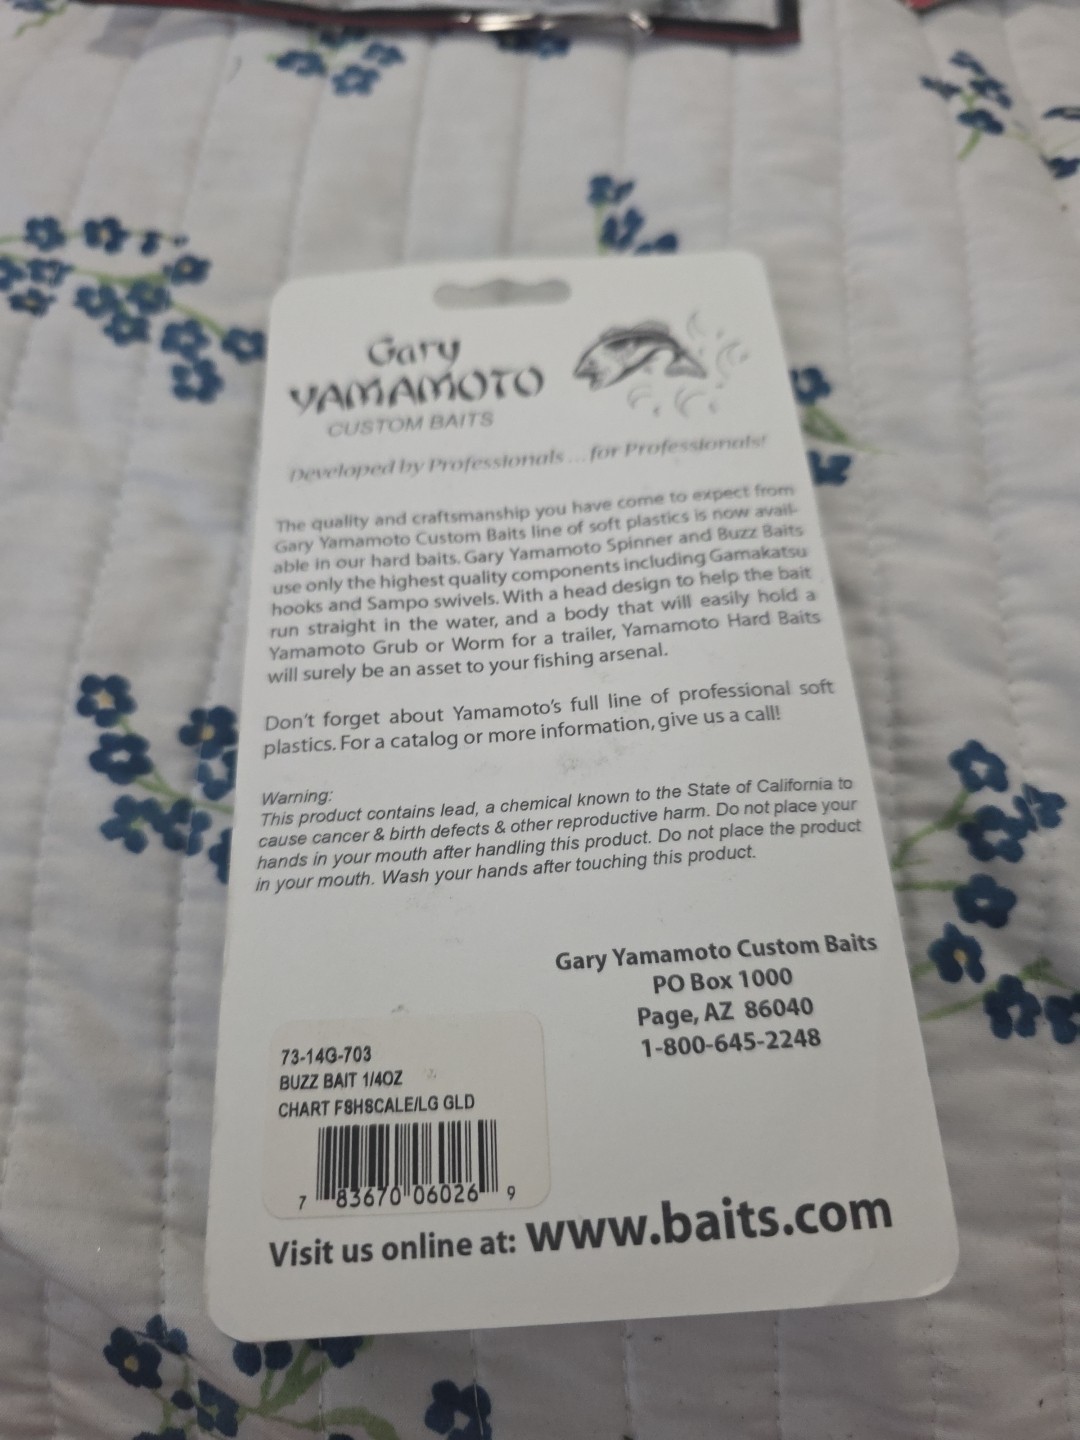 Gary
YAMAMOTO
CUSTOM BAITS
Developed by Professionals ... for Professionals!
The quality and craftsmanship you have come to expect from
Gary Yamamoto Custom Baits line of soft plastics is now avail-
able in our hard baits. Gary Yamamoto Spinner and Buzz Baits
use only the highest quality components including Gamakatsu
hooks and Sampo swivels. With a head design to help the bait
run straight in the water, and a body that will easily hold a
Yamamoto Grub or Worm for a trailer, Yamamoto Hard Baits
will surely be an asset to your fishing arsenal.
Don't forget about Yamamoto's full line of professional soft
plastics. For a catalog or more information, give us a call!
Warning:
This product contains lead, a chemical known to the State of California to
cause cancer & birth defects & other reproductive harm. Do not place your
hands in your mouth after handling this product. Do not place the product
in your mouth. Wash your hands after touching this product.
Gary Yamamoto Custom Baits
PO Box 1000
Page, AZ 86040
1-800-645-2248
73-14G-703
BUZZ BAIT 1/4OZ
CHART FSHSCALE/LG GLD
7 83670 06026 9
Visit us online at: www.baits.com